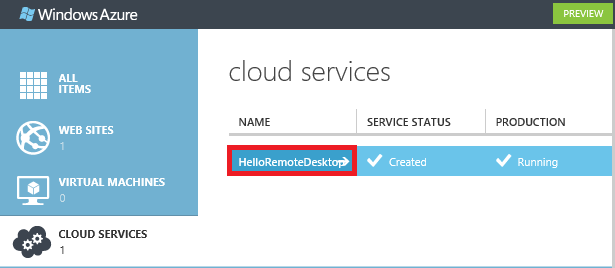 Windows Azure
PREVIEW
ALL
ITEMS
WEB SITES
1
VIRTUAL MACHINES
0
CLOUD SERVICES
1
cloud services
NAME SERVICE STATUS PRODUCTION
HelloRemoteDesktop Created Running